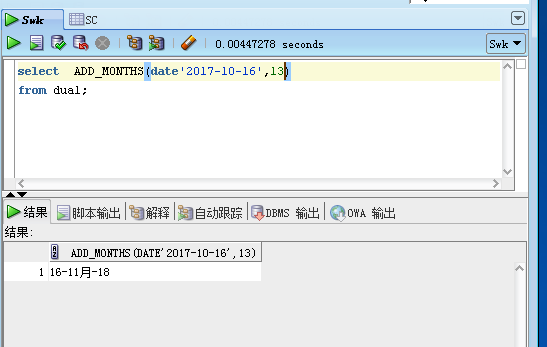 Swk SC
0.00447278 seconds Swk
select ADD_MONTHS(date'2017-10-16',13)
from dual;
结果 脚本输出 解释 自动跟踪 DBMS 输出 OWA 输出
结果:
ADD_MONTHS(DATE'2017-10-16',13)
1 16-11月-18